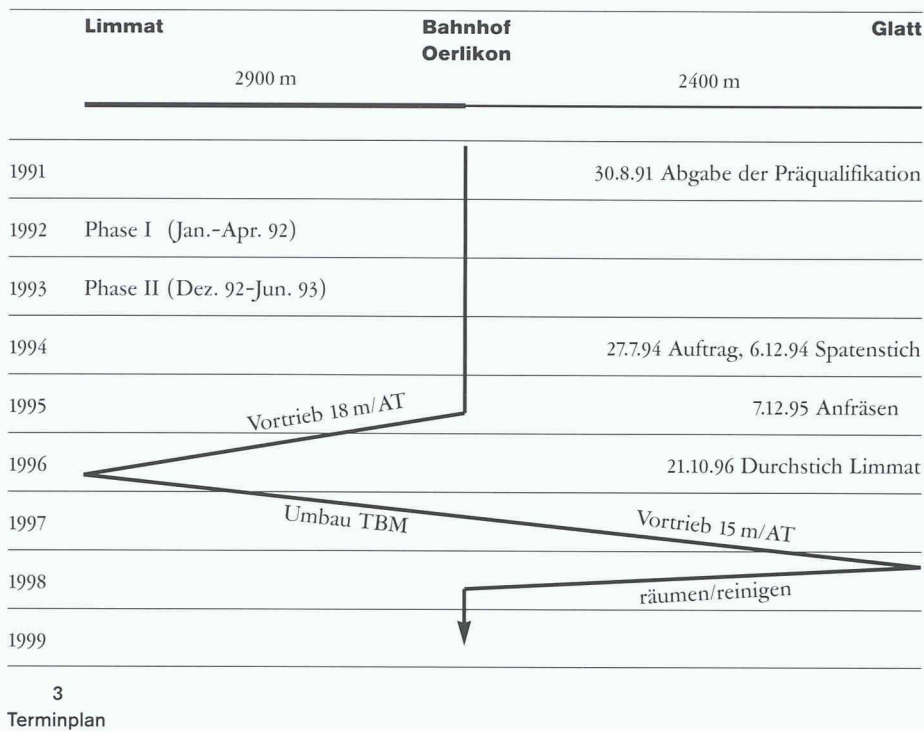 Limmat
Bahnhof
Oerlikon
Glatt
2900 m
2400 m
1991
30.8.91 Abgabe der Präqualifikation
1992
Phase I (Jan.-Apr. 92)
1993
Phase II (Dez. 92-Jun. 93)
1994
27.7.94 Auftrag, 6.12.94 Spatenstich
1995
Vortrieb 18 m/AT
7.12.95 Anfräsen
1996
21.10.96 Durchstich Limmat
1997
Umbau TBM
Vortrieb 15 m/AT
1998
räumen/reinigen
1999
3
Terminplan